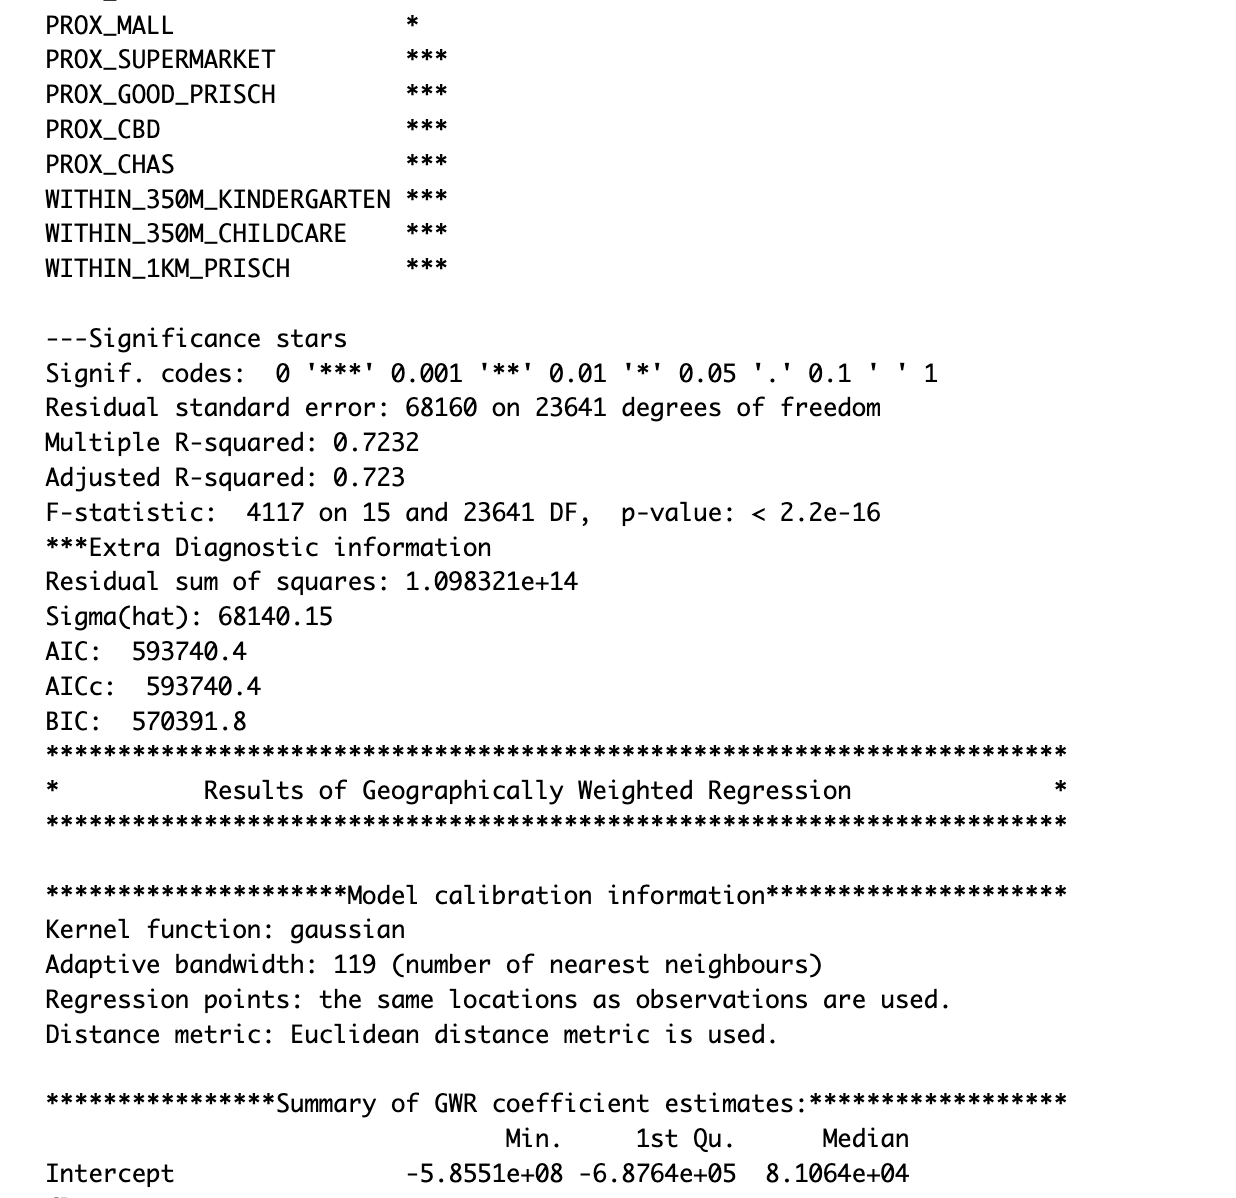 PROX_MALL                       *
PROX_SUPERMARKET         ***
PROX_GOOD_PRISCH         ***
PROX_CBD                 ***
PROX_CHAS                ***
WITHIN_350M_KINDERGARTEN ***
WITHIN_350M_CHILDCARE    ***
WITHIN_1KM_PRISCH        ***
---Significance stars
Signif. codes:  0 '***' 0.001 '**' 0.01 '*' 0.05 '.' 0.1 ' ' 1
Residual standard error: 68160 on 23641 degrees of freedom
Multiple R-squared: 0.7232
Adjusted R-squared: 0.723
F-statistic:  4117 on 15 and 23641 DF,  p-value: < 2.2e-16
***Extra Diagnostic information
Residual sum of squares: 1.098321e+14
Sigma(hat): 68140.15
AIC:  593740.4
AICc:  593740.4
BIC:  570391.8
***********************************************************************
*          Results of Geographically Weighted Regression              *
***********************************************************************
*********************Model calibration information*********************
Kernel function: gaussian
Adaptive bandwidth: 119 (number of nearest neighbours)
Regression points: the same locations as observations are used.
Distance metric: Euclidean distance metric is used.
****************Summary of GWR coefficient estimates:******************
Min.     1st Qu.      Median
Intercept                -5.8551e+08 -6.8764e+05  8.1064e+04